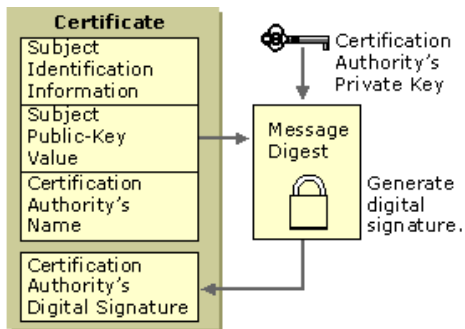 Certificate
Subject
Identification
Information
Subject
Public-Key
Value
Certification
Authority's
Name
Certification
Authority's
Digital Signature
Certification
Authority's
Private Key
Message
Digest
Generate
digital
signature.